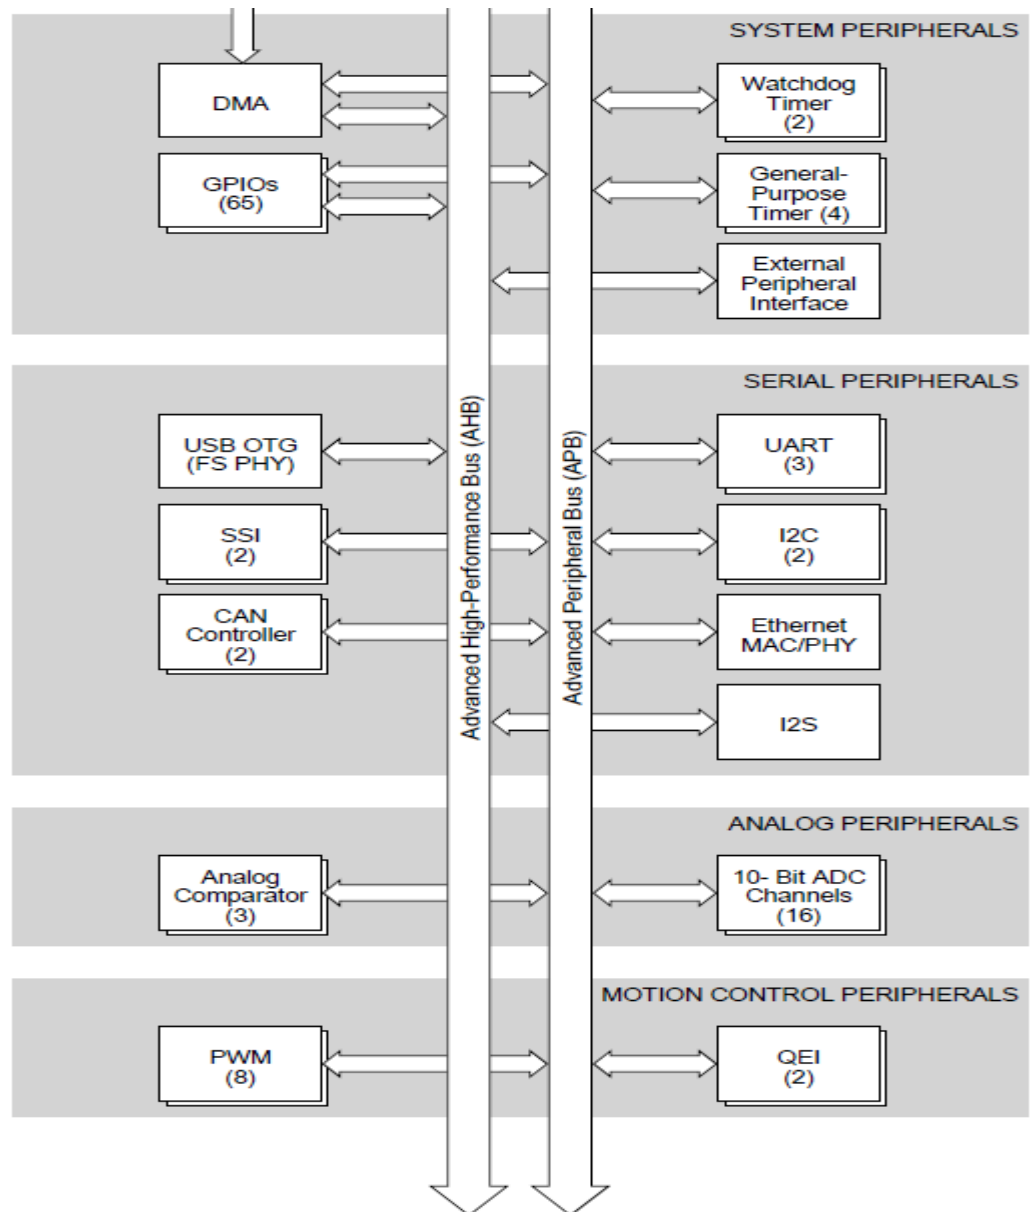 SYSTEM PERIPHERALS
DMA
Watchdog
Timer
(2)
GPIOs
(65)
General-
Purpose
Timer (4)
External
Peripheral
Interface
Advanced High-Performance Bus (AHB)
Advanced Peripheral Bus (APB)
SERIAL PERIPHERALS
USB OTG
(FS PHY)
UART
(3)
SSI
(2)
I2C
(2)
CAN
Controller
(2)
Ethernet
MAC/PHY
I2S
ANALOG PERIPHERALS
Analog
Comparator
(3)
10- Bit ADC
Channels
(16)
MOTION CONTROL PERIPHERALS
PWM
(8)
QEI
(2)